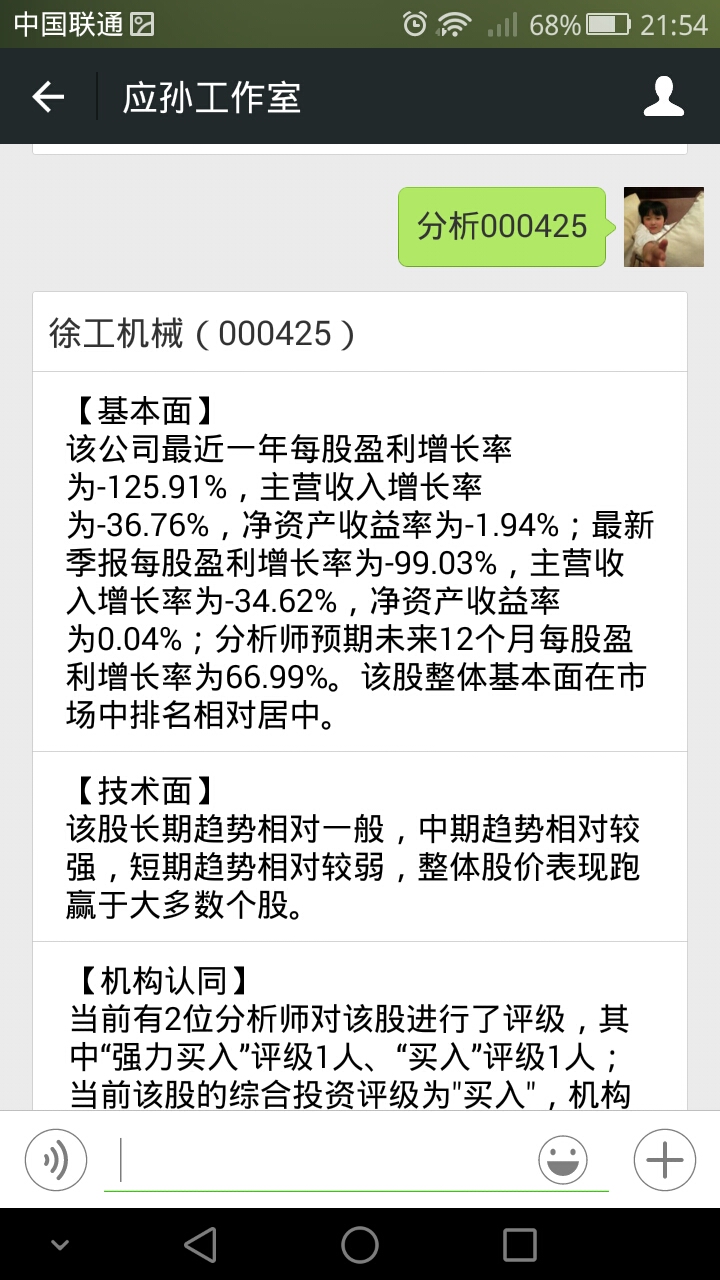 中国联通 68% 21:54
应孙工作室
分析000425
徐工机械（000425）
【基本面】
该公司最近一年每股盈利增长率
为-125.91%，主营收入增长率
为-36.76%，净资产收益率为-1.94%；最新
季报每股盈利增长率为-99.03%，主营收
入增长率为-34.62%，净资产收益率
为0.04%；分析师预期未来12个月每股盈
利增长率为66.99%。该股整体基本面在市
场中排名相对居中。
【技术面】
该股长期趋势相对一般，中期趋势相对较
强，短期趋势相对较弱，整体股价表现跑
赢于大多数个股。
【机构认同】
当前有2位分析师对该股进行了评级，其
中“强力买入”评级1人、“买入”评级1人；
当前该股的综合投资评级为"买入"，机构